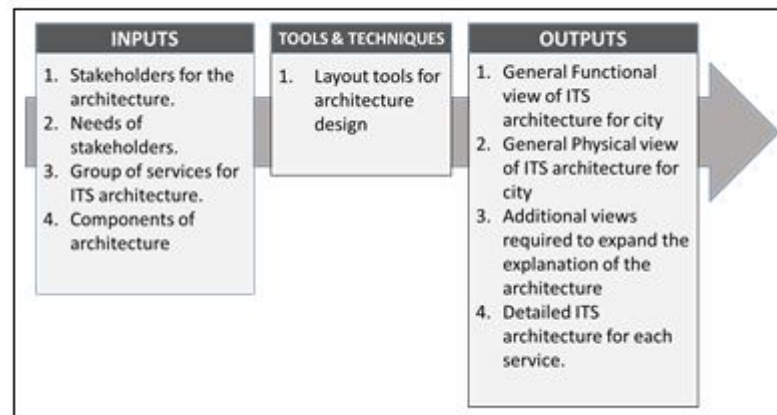 INPUTS
1. Stakeholders for the
architecture.
2. Needs of
stakeholders.
3. Group of services for
ITS architecture.
4. Components of
architecture
TOOLS & TECHNIQUES
1. Layout tools for
architecture
design
OUTPUTS
1. General Functional
view of ITS
architecture for city
2. General Physical view
of ITS architecture for
city
3. Additional views
required to expand the
explanation of the
architecture
4. Detailed ITS
architecture for each
service.